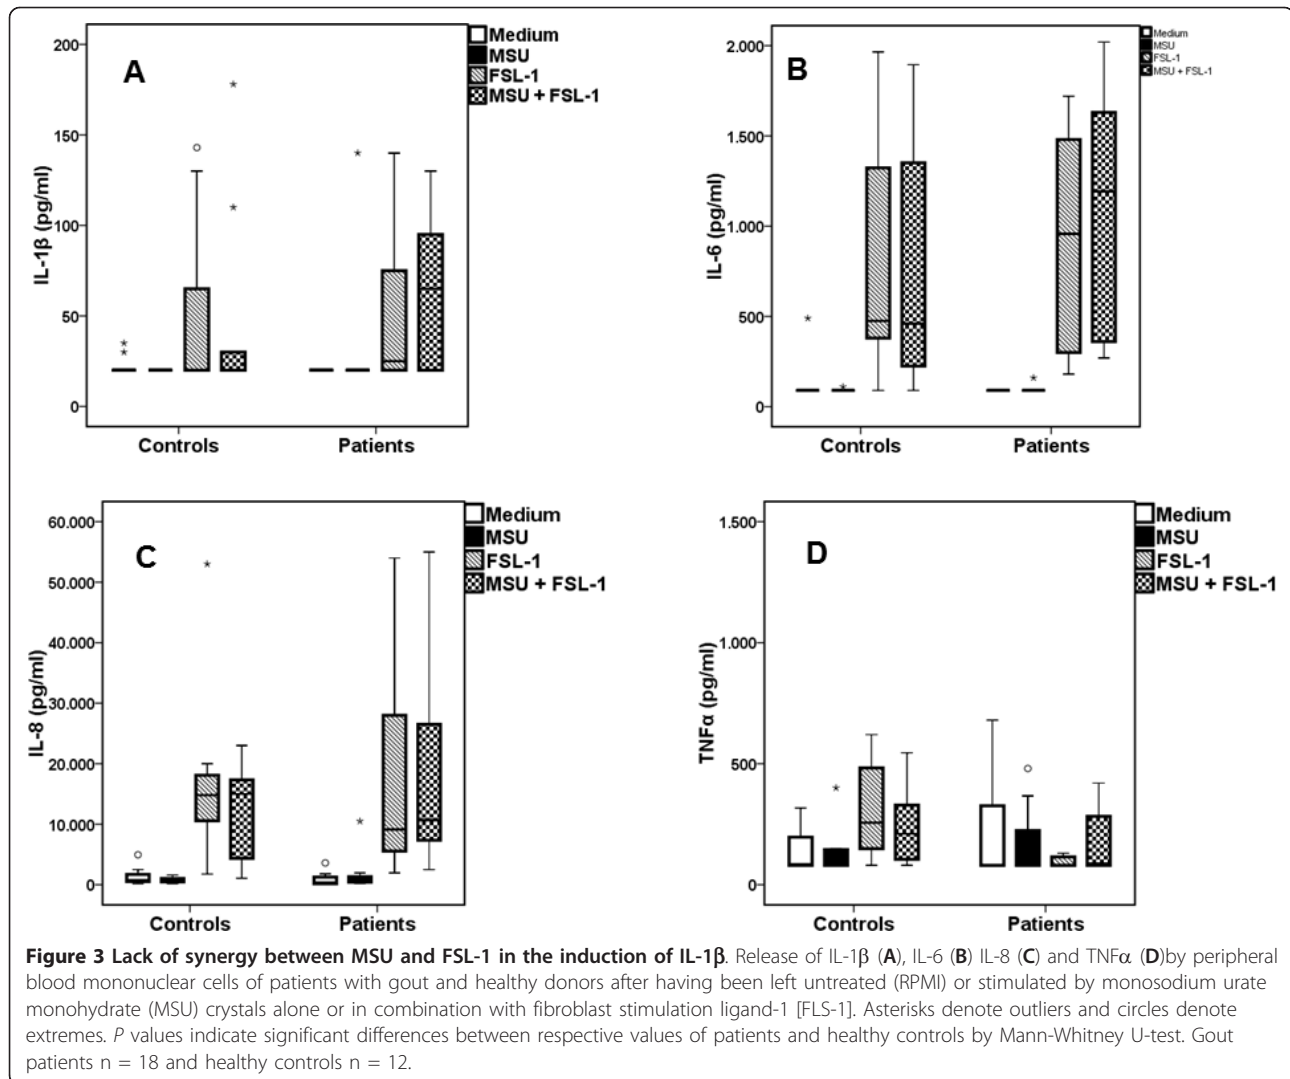 A
200
150
100
50
0
IL-1β (pg/ml)
Controls
Patients
Medium
MSU
FSL-1
MSU + FSL-1
B
2.000
1.500
1.000
500
0
IL-6 (pg/ml)
Controls
Patients
Medium
MSU
FSL-1
MSU + FSL-1
C
60.000
50.000
40.000
30.000
20.000
10.000
0
IL-8 (pg/ml)
Controls
Patients
Medium
MSU
FSL-1
MSU + FSL-1
D
1.500
1.000
500
0
TNFα (pg/ml)
Controls
Patients
Medium
MSU
FSL-1
MSU + FSL-1
Figure 3 Lack of synergy between MSU and FSL-1 in the induction of IL-1β. Release of IL-1β (A), IL-6 (B) IL-8 (C) and TNFα (D)by peripheral
blood mononuclear cells of patients with gout and healthy donors after having been left untreated (RPMI) or stimulated by monosodium urate
monohydrate (MSU) crystals alone or in combination with fibroblast stimulation ligand-1 [FLS-1]. Asterisks denote outliers and circles denote
extremes. P values indicate significant differences between respective values of patients and healthy controls by Mann-Whitney U-test. Gout
patients n = 18 and healthy controls n = 12.